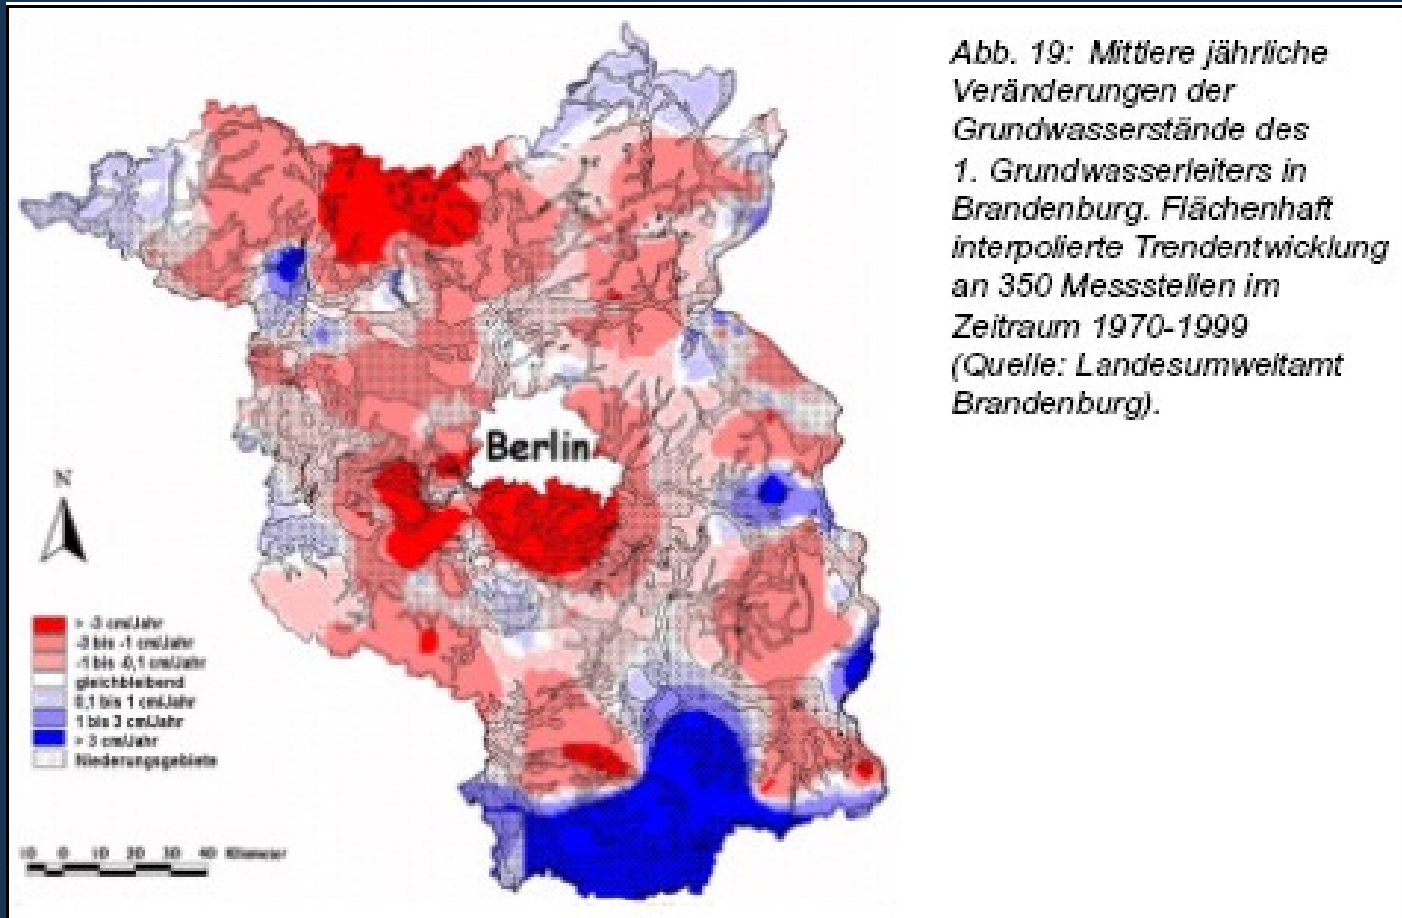 Abb. 19: Mittlere jährliche
Veränderungen der
Grundwasserstände des
1. Grundwasserleiters in
Brandenburg. Flächenhaft
interpolierte Trendentwicklung
an 350 Messstellen im
Zeitraum 1970-1999
(Quelle: Landesumweltamt
Brandenburg).
Berlin
N
> -3 cm/Jahr
-3 bis -1 cm/Jahr
-1 bis -0,1 cm/Jahr
gleichbleibend
0,1 bis 1 cm/Jahr
1 bis 3 cm/Jahr
> 3 cm/Jahr
Niederungsgebiete
10 0 10 20 30 40 Kilometer